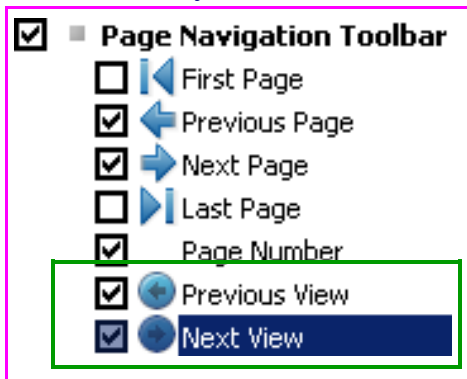 Page Navigation Toolbar
First Page
Previous Page
Next Page
Last Page
Page Number
Previous View
Next View